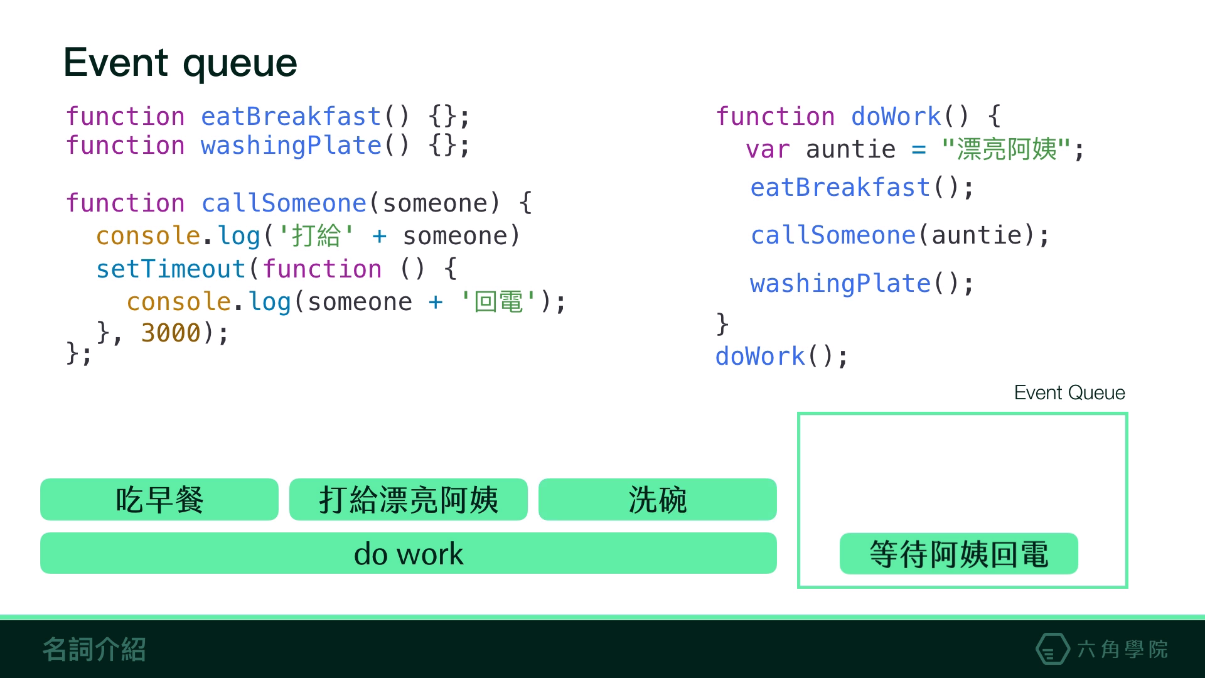 Event queue
function eatBreakfast() {};
function washingPlate() {};
function callSomeone(someone) {
  console.log('打給' + someone)
  setTimeout(function () {
    console.log(someone + '回電');
  }, 3000);
};
function doWork() {
  var auntie = "漂亮阿姨";
  eatBreakfast();
  callSomeone(auntie);
  washingPlate();
}
doWork();
Event Queue
吃早餐 打給漂亮阿姨 洗碗
do work
等待阿姨回電
名詞介紹
六角學院